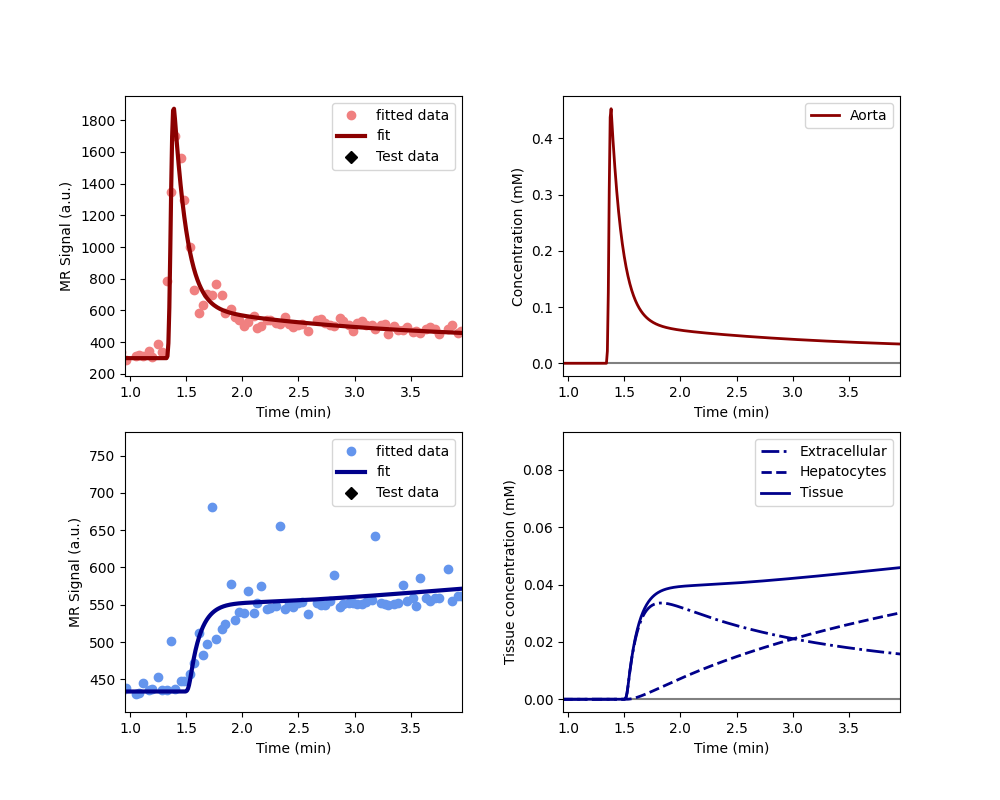 1800
1600
1400
1200
1000
800
600
400
200
MR Signal (a.u.)
fitted data
fit
Test data
1.0 1.5 2.0 2.5 3.0 3.5
Time (min)
0.4
0.3
0.2
0.1
0.0
Concentration (mM)
Aorta
1.0 1.5 2.0 2.5 3.0 3.5
Time (min)
750
700
650
600
550
500
450
MR Signal (a.u.)
fitted data
fit
Test data
1.0 1.5 2.0 2.5 3.0 3.5
Time (min)
0.08
0.06
0.04
0.02
0.00
Tissue concentration (mM)
Extracellular
Hepatocytes
Tissue
1.0 1.5 2.0 2.5 3.0 3.5
Time (min)